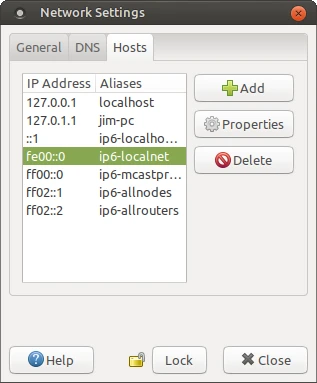 Network Settings
General DNS Hosts
IP Address Aliases
127.0.0.1 localhost
127.0.1.1 jim-pc
::1 ip6-localho...
fe00::0 ip6-localnet
ff00::0 ip6-mcastpr...
ff02::1 ip6-allnodes
ff02::2 ip6-allrouters
Add
Properties
Delete
Help Lock Close